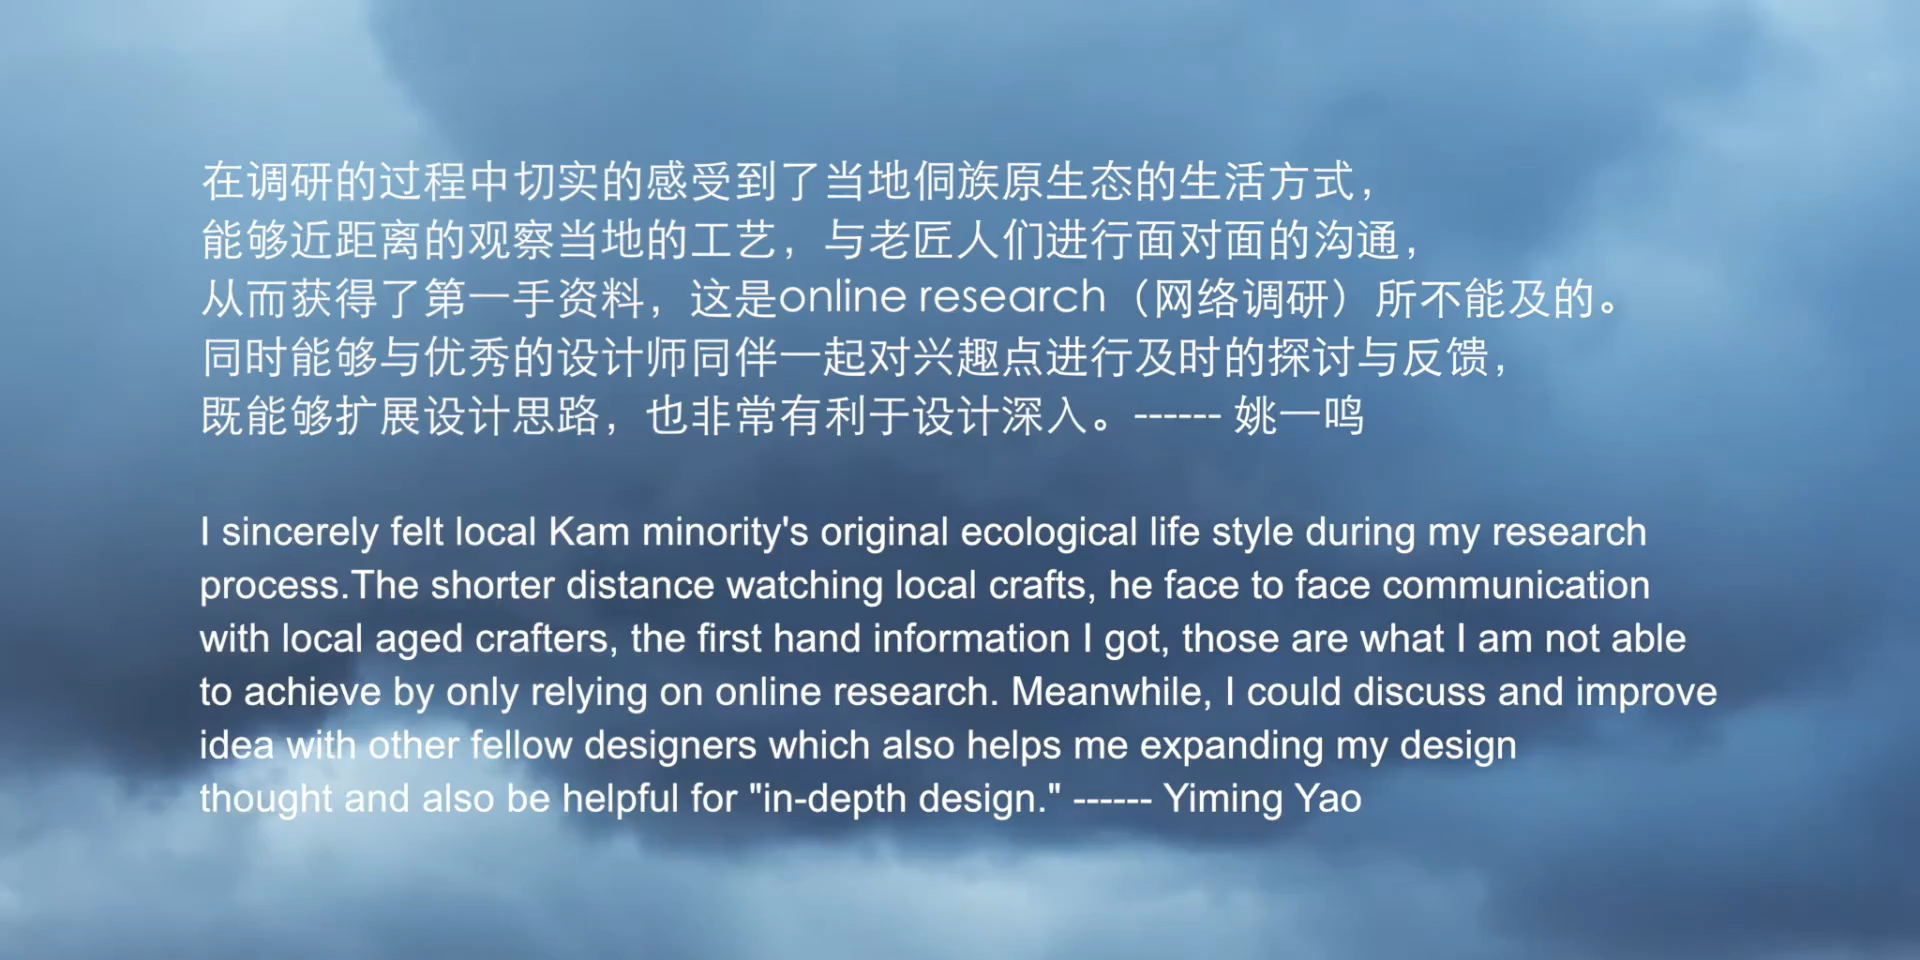 在调研的过程中切实的感受到了当地侗族原生态的生活方式，
能够近距离的观察当地的工艺，与老匠人们进行面对面的沟通，
从而获得了第一手资料，这是online research（网络调研）所不能及的。
同时能够与优秀的设计师同伴一起对兴趣点进行及时的探讨与反馈，
既能够扩展设计思路，也非常有利于设计深入。------ 姚一鸣
I sincerely felt local Kam minority's original ecological life style during my research
process.The shorter distance watching local crafts, he face to face communication
with local aged crafters, the first hand information I got, those are what I am not able
to achieve by only relying on online research. Meanwhile, I could discuss and improve
idea with other fellow designers which also helps me expanding my design
thought and also be helpful for "in-depth design." ------ Yiming Yao